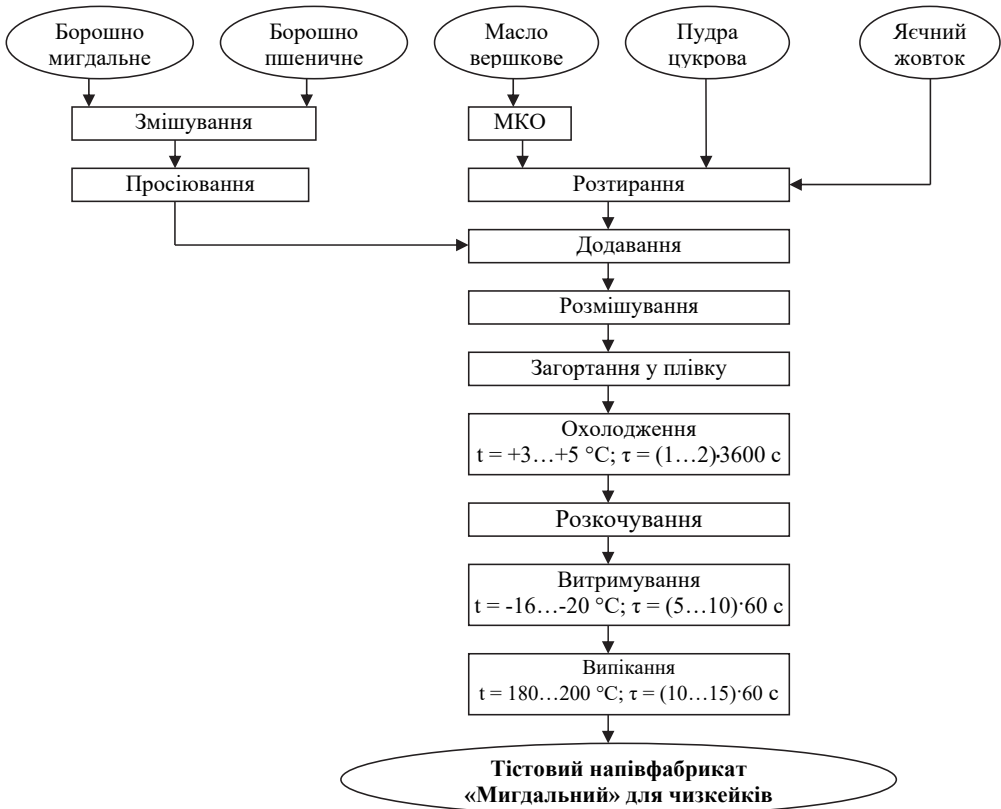 Борошно
мигдальне
Борошно
пшеничне
Масло
вершкове
Пудра
цукрова
Яєчний
жовток
Змішування
МКО
Просіювання
Розтирання
Додавання
Розмішування
Загортання у плівку
Охолодження
t = +3…+5 °С; τ = (1…2)·3600 с
Розкочування
Витримування
t = -16…-20 °С; τ = (5…10)·60 с
Випікання
t = 180…200 °С; τ = (10…15)·60 с
Тістовий напівфабрикат
«Мигдальний» для чизкейків